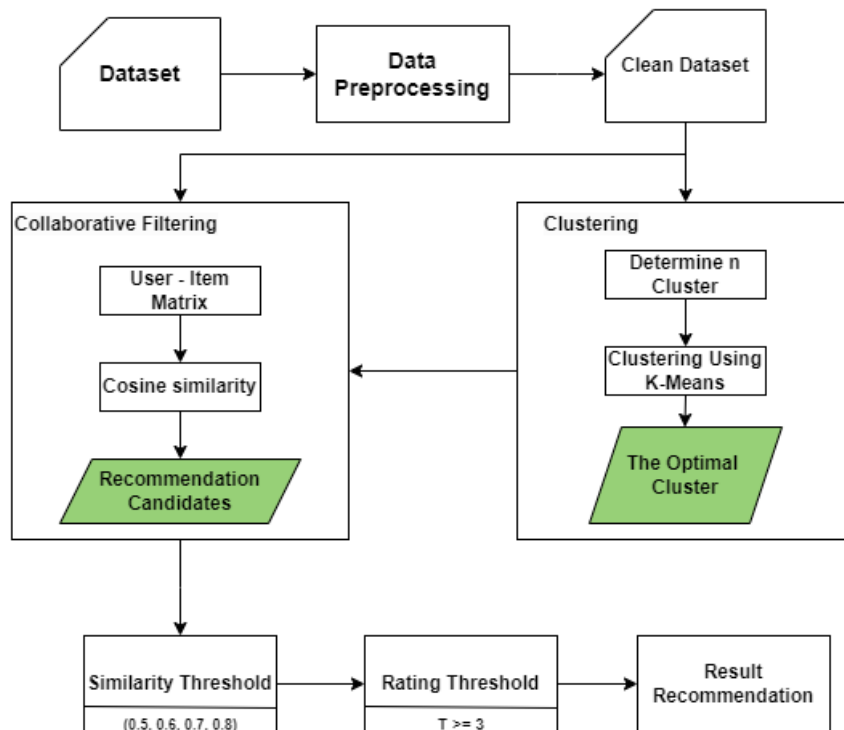 Dataset
Data
Preprocessing
Clean Dataset
Collaborative Filtering
User - Item
Matrix
Cosine similarity
Recommendation
Candidates
Clustering
Determine n
Cluster
Clustering Using
K-Means
The Optimal
Cluster
Similarity Threshold
(0.5, 0.6, 0.7, 0.8)
Rating Threshold
T >= 3
Result
Recommendation